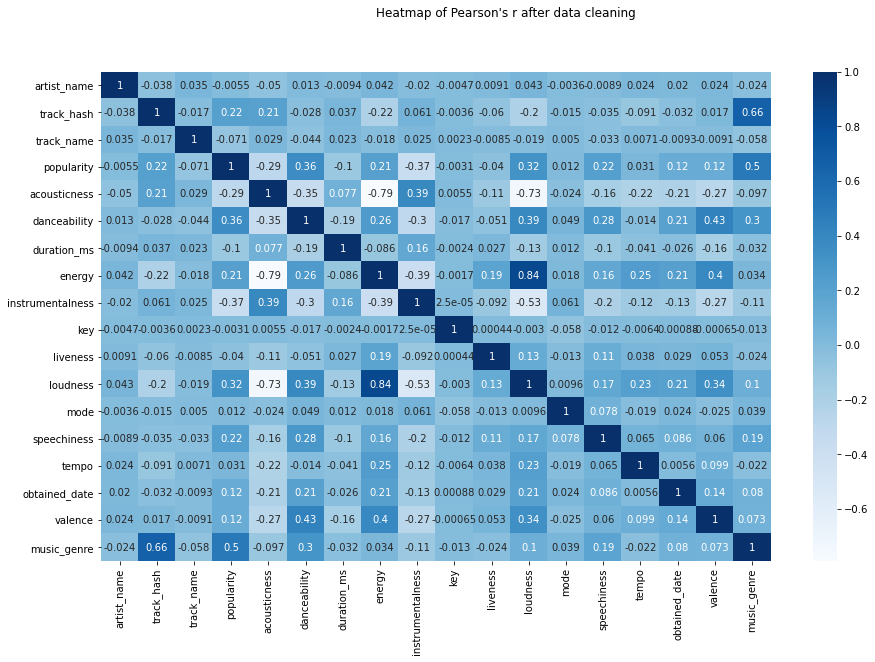 Heatmap of Pearson's r after data cleaning
artist_name 1 -0.038 0.035 -0.0055 -0.05 0.013 -0.0094 0.042 -0.02 -0.0047 0.0091 0.043 -0.0036 -0.0089 0.024 0.02 0.024 -0.024
track_hash -0.038 1 -0.017 0.22 0.21 -0.028 0.037 -0.22 0.061 -0.0036 -0.06 -0.2 -0.015 -0.035 -0.091 -0.032 0.017 0.66
track_name 0.035 -0.017 1 -0.071 0.029 -0.044 0.023 -0.018 0.025 0.0023 -0.0085 -0.019 0.005 -0.033 0.0071 -0.0093 -0.0091 -0.058
popularity -0.0055 0.22 -0.071 1 -0.29 0.36 -0.1 0.21 -0.37 -0.0031 -0.04 0.32 0.012 0.22 0.031 0.12 0.12 0.5
acousticness -0.05 0.21 0.029 -0.29 1 -0.35 0.077 -0.79 0.39 0.0055 -0.11 -0.73 -0.024 -0.16 -0.22 -0.21 -0.27 -0.097
danceability 0.013 -0.028 -0.044 0.36 -0.35 1 -0.19 0.26 -0.3 -0.017 -0.051 0.39 0.049 0.28 -0.014 0.21 0.43 0.3
duration_ms -0.0094 0.037 0.023 -0.1 0.077 -0.19 1 -0.086 0.16 -0.0024 0.027 -0.13 0.012 -0.1 -0.041 -0.026 -0.16 -0.032
energy 0.042 -0.22 -0.018 0.21 -0.79 0.26 -0.086 1 -0.39 -0.0017 0.19 0.84 0.018 0.16 0.25 0.21 0.4 0.034
instrumentalness -0.02 0.061 0.025 -0.37 0.39 -0.3 0.16 -0.39 1 2.5e-05 -0.092 -0.53 0.061 -0.2 -0.12 -0.13 -0.27 -0.11
key -0.0047 -0.0036 0.0023 -0.0031 0.0055 -0.017 -0.0024 -0.0017 2.5e-05 1 0.00044 -0.003 -0.058 -0.012 -0.0064 0.00088 -0.00065 -0.013
liveness 0.0091 -0.06 -0.0085 -0.04 -0.11 -0.051 0.027 0.19 -0.092 0.00044 1 0.13 -0.013 0.11 0.038 0.029 0.053 -0.024
loudness 0.043 -0.2 -0.019 0.32 -0.73 0.39 -0.13 0.84 -0.53 -0.003 0.13 1 0.0096 0.17 0.23 0.21 0.34 0.1
mode -0.0036 -0.015 0.005 0.012 -0.024 0.049 0.012 0.018 0.061 -0.058 -0.013 0.0096 1 0.078 -0.019 0.024 -0.025 0.039
speechiness -0.0089 -0.035 -0.033 0.22 -0.16 0.28 -0.1 0.16 -0.2 -0.012 0.11 0.17 0.078 1 0.065 0.086 0.06 0.19
tempo 0.024 -0.091 0.0071 0.031 -0.22 -0.014 -0.041 0.25 -0.12 -0.0064 0.038 0.23 -0.019 0.065 1 0.0056 0.099 -0.022
obtained_date 0.02 -0.032 -0.0093 0.12 -0.21 0.21 -0.026 0.21 -0.13 0.00088 0.029 0.21 0.024 0.086 0.0056 1 0.14 0.08
valence 0.024 0.017 -0.0091 0.12 -0.27 0.43 -0.16 0.4 -0.27 -0.00065 0.053 0.34 -0.025 0.06 0.099 0.14 1 0.073
music_genre -0.024 0.66 -0.058 0.5 -0.097 0.3 -0.032 0.034 -0.11 -0.013 -0.024 0.1 0.039 0.19 -0.022 0.08 0.073 1
artist_name track_hash track_name popularity acousticness danceability duration_ms energy instrumentalness key liveness loudness mode speechiness tempo obtained_date valence music_genre
1.0
0.8
0.6
0.4
0.2
0.0
-0.2
-0.4
-0.6